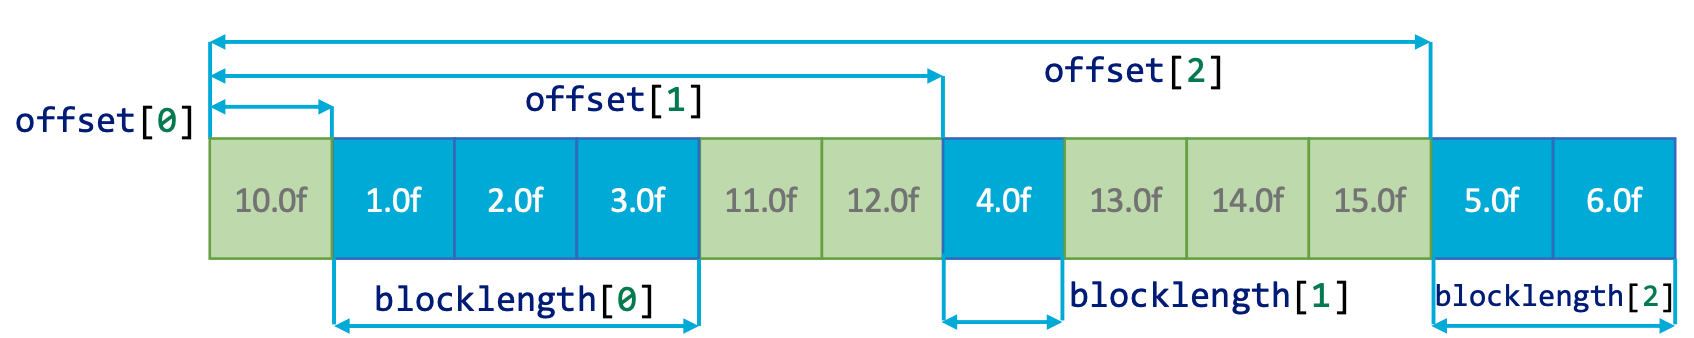 offset[2]
offset[1]
offset[0]
10.0f 1.0f 2.0f 3.0f 11.0f 12.0f 4.0f 13.0f 14.0f 15.0f 5.0f 6.0f
blocklength[0] blocklength[1] blocklength[2]